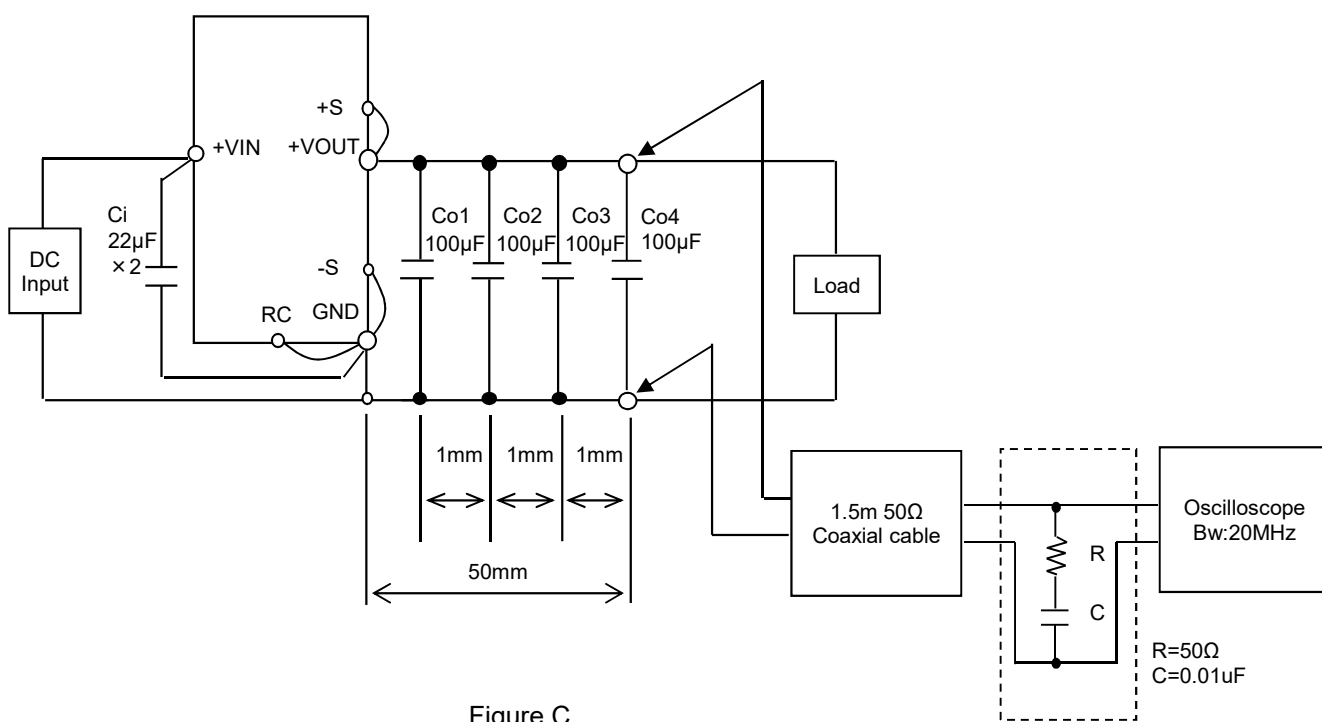 +S
+VIN
+VOUT
Ci
22µF
×2
DC
Input
Co1
100µF
Co2
100µF
Co3
100µF
Co4
100µF
-S
RC
GND
Load
1mm
1mm
1mm
50mm
1.5m 50Ω
Coaxial cable
R
C
Oscilloscope
Bw:20MHz
R=50Ω
C=0.01uF
Figure C